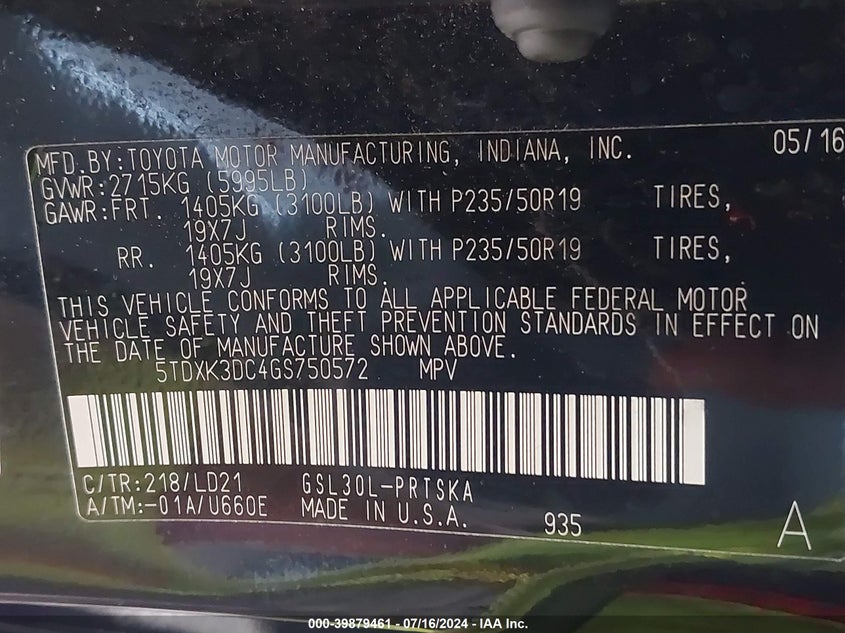 MFD.BY:TOYOTA MOTOR MANUFACTURING, INDIANA, INC. 05/16
GVWR:2715KG (5995LB)
GAWR:FRT. 1405KG (3100LB) WITH P235/50R19 TIRES,
19X7J RIMS.
RR. 1405KG (3100LB) WITH P235/50R19 TIRES,
19X7J RIMS.
THIS VEHICLE CONFORMS TO ALL APPLICABLE FEDERAL MOTOR
VEHICLE SAFETY AND THEFT PREVENTION STANDARDS IN EFFECT ON
THE DATE OF MANUFACTURE SHOWN ABOVE.
5TDXK3DC4GS750572 MPV
C/TR:218/LD21 GSL30L-PRTSKA
A/TM:-01A/U660E MADE IN U.S.A. 935 A
000-39879461 - 07/16/2024 - IAA Inc.